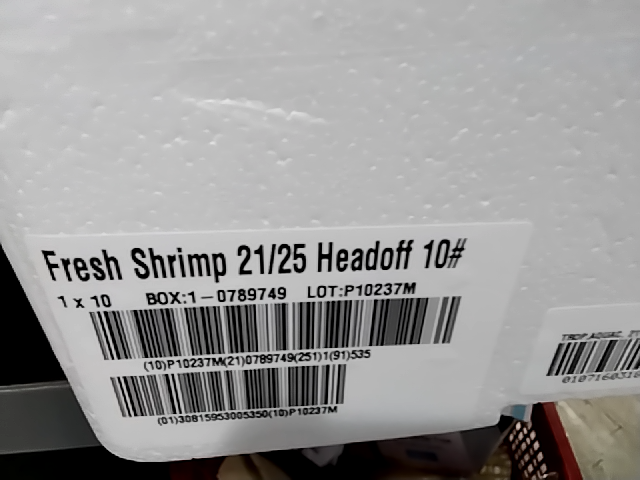 Fresh Shrimp 21/25 Headoff 10#
1 x 10 BOX:1-0789749 LOT:P10237M
(10)P10237M(21)0789749(251)1(91)535
(01)30815953005350(10)P10237M